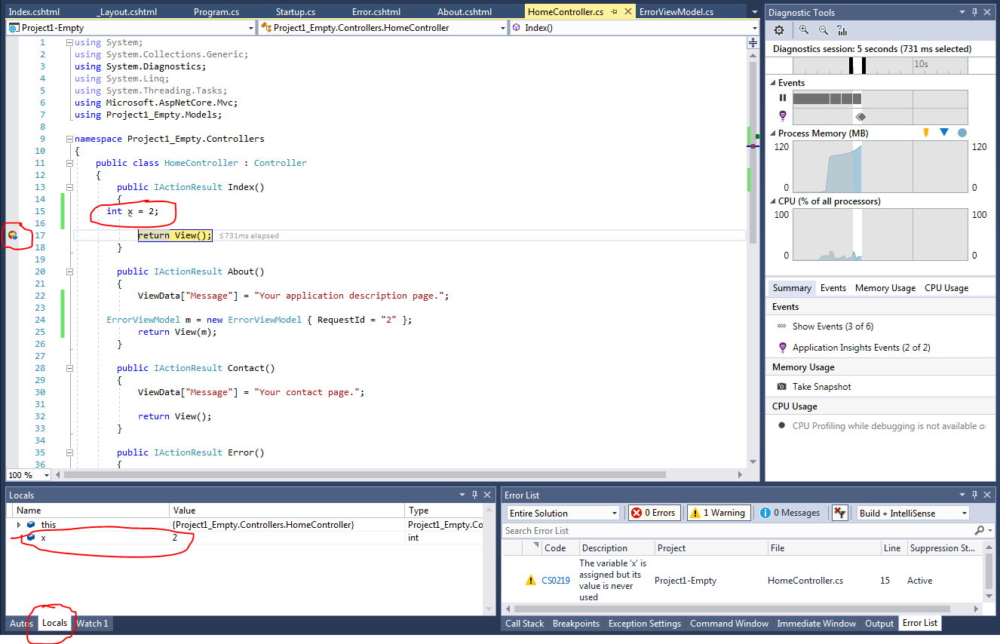 Index.cshtml _Layout.cshtml Program.cs Startup.cs Error.cshtml About.cshtml HomeController.cs ErrorViewModel.cs
Project1-Empty Project1_Empty.Controllers.HomeController Index()
1 using System;
2 using System.Collections.Generic;
3 using System.Diagnostics;
4 using System.Linq;
5 using System.Threading.Tasks;
6 using Microsoft.AspNetCore.Mvc;
7 using Project1_Empty.Models;
8
9 namespace Project1_Empty.Controllers
10 {
11 public class HomeController : Controller
12 {
13 public IActionResult Index()
14 {
15 int x = 2;
16
17 return View(); ≤731ms elapsed
18 }
19
20 public IActionResult About()
21 {
22 ViewData["Message"] = "Your application description page.";
23
24 ErrorViewModel m = new ErrorViewModel { RequestId = "2" };
25 return View(m);
26 }
27
28 public IActionResult Contact()
29 {
30 ViewData["Message"] = "Your contact page.";
31
32 return View();
33 }
34
35 public IActionResult Error()
36 {
100 %
Diagnostic Tools
Diagnostics session: 5 seconds (731 ms selected)
10s
Events
Process Memory (MB)
120 120
0 0
CPU (% of all processors)
100 100
0 0
Summary Events Memory Usage CPU Usage
Events
Show Events (3 of 6)
Application Insights Events (2 of 2)
Memory Usage
Take Snapshot
CPU Usage
CPU Profiling while debugging is not available o
Locals
Name Value Type
this {Project1_Empty.Controllers.HomeController} Project1_Empty.Co
x 2 int
Autos Locals Watch 1
Error List
Entire Solution 0 Errors 1 Warning 0 Messages Build + IntelliSense
Search Error List
Code Description Project File Line Suppression St...
CS0219 The variable 'x' is
assigned but its
value is never
used
Project1-Empty HomeController.cs 15 Active
Call Stack Breakpoints Exception Settings Command Window Immediate Window Output Error List